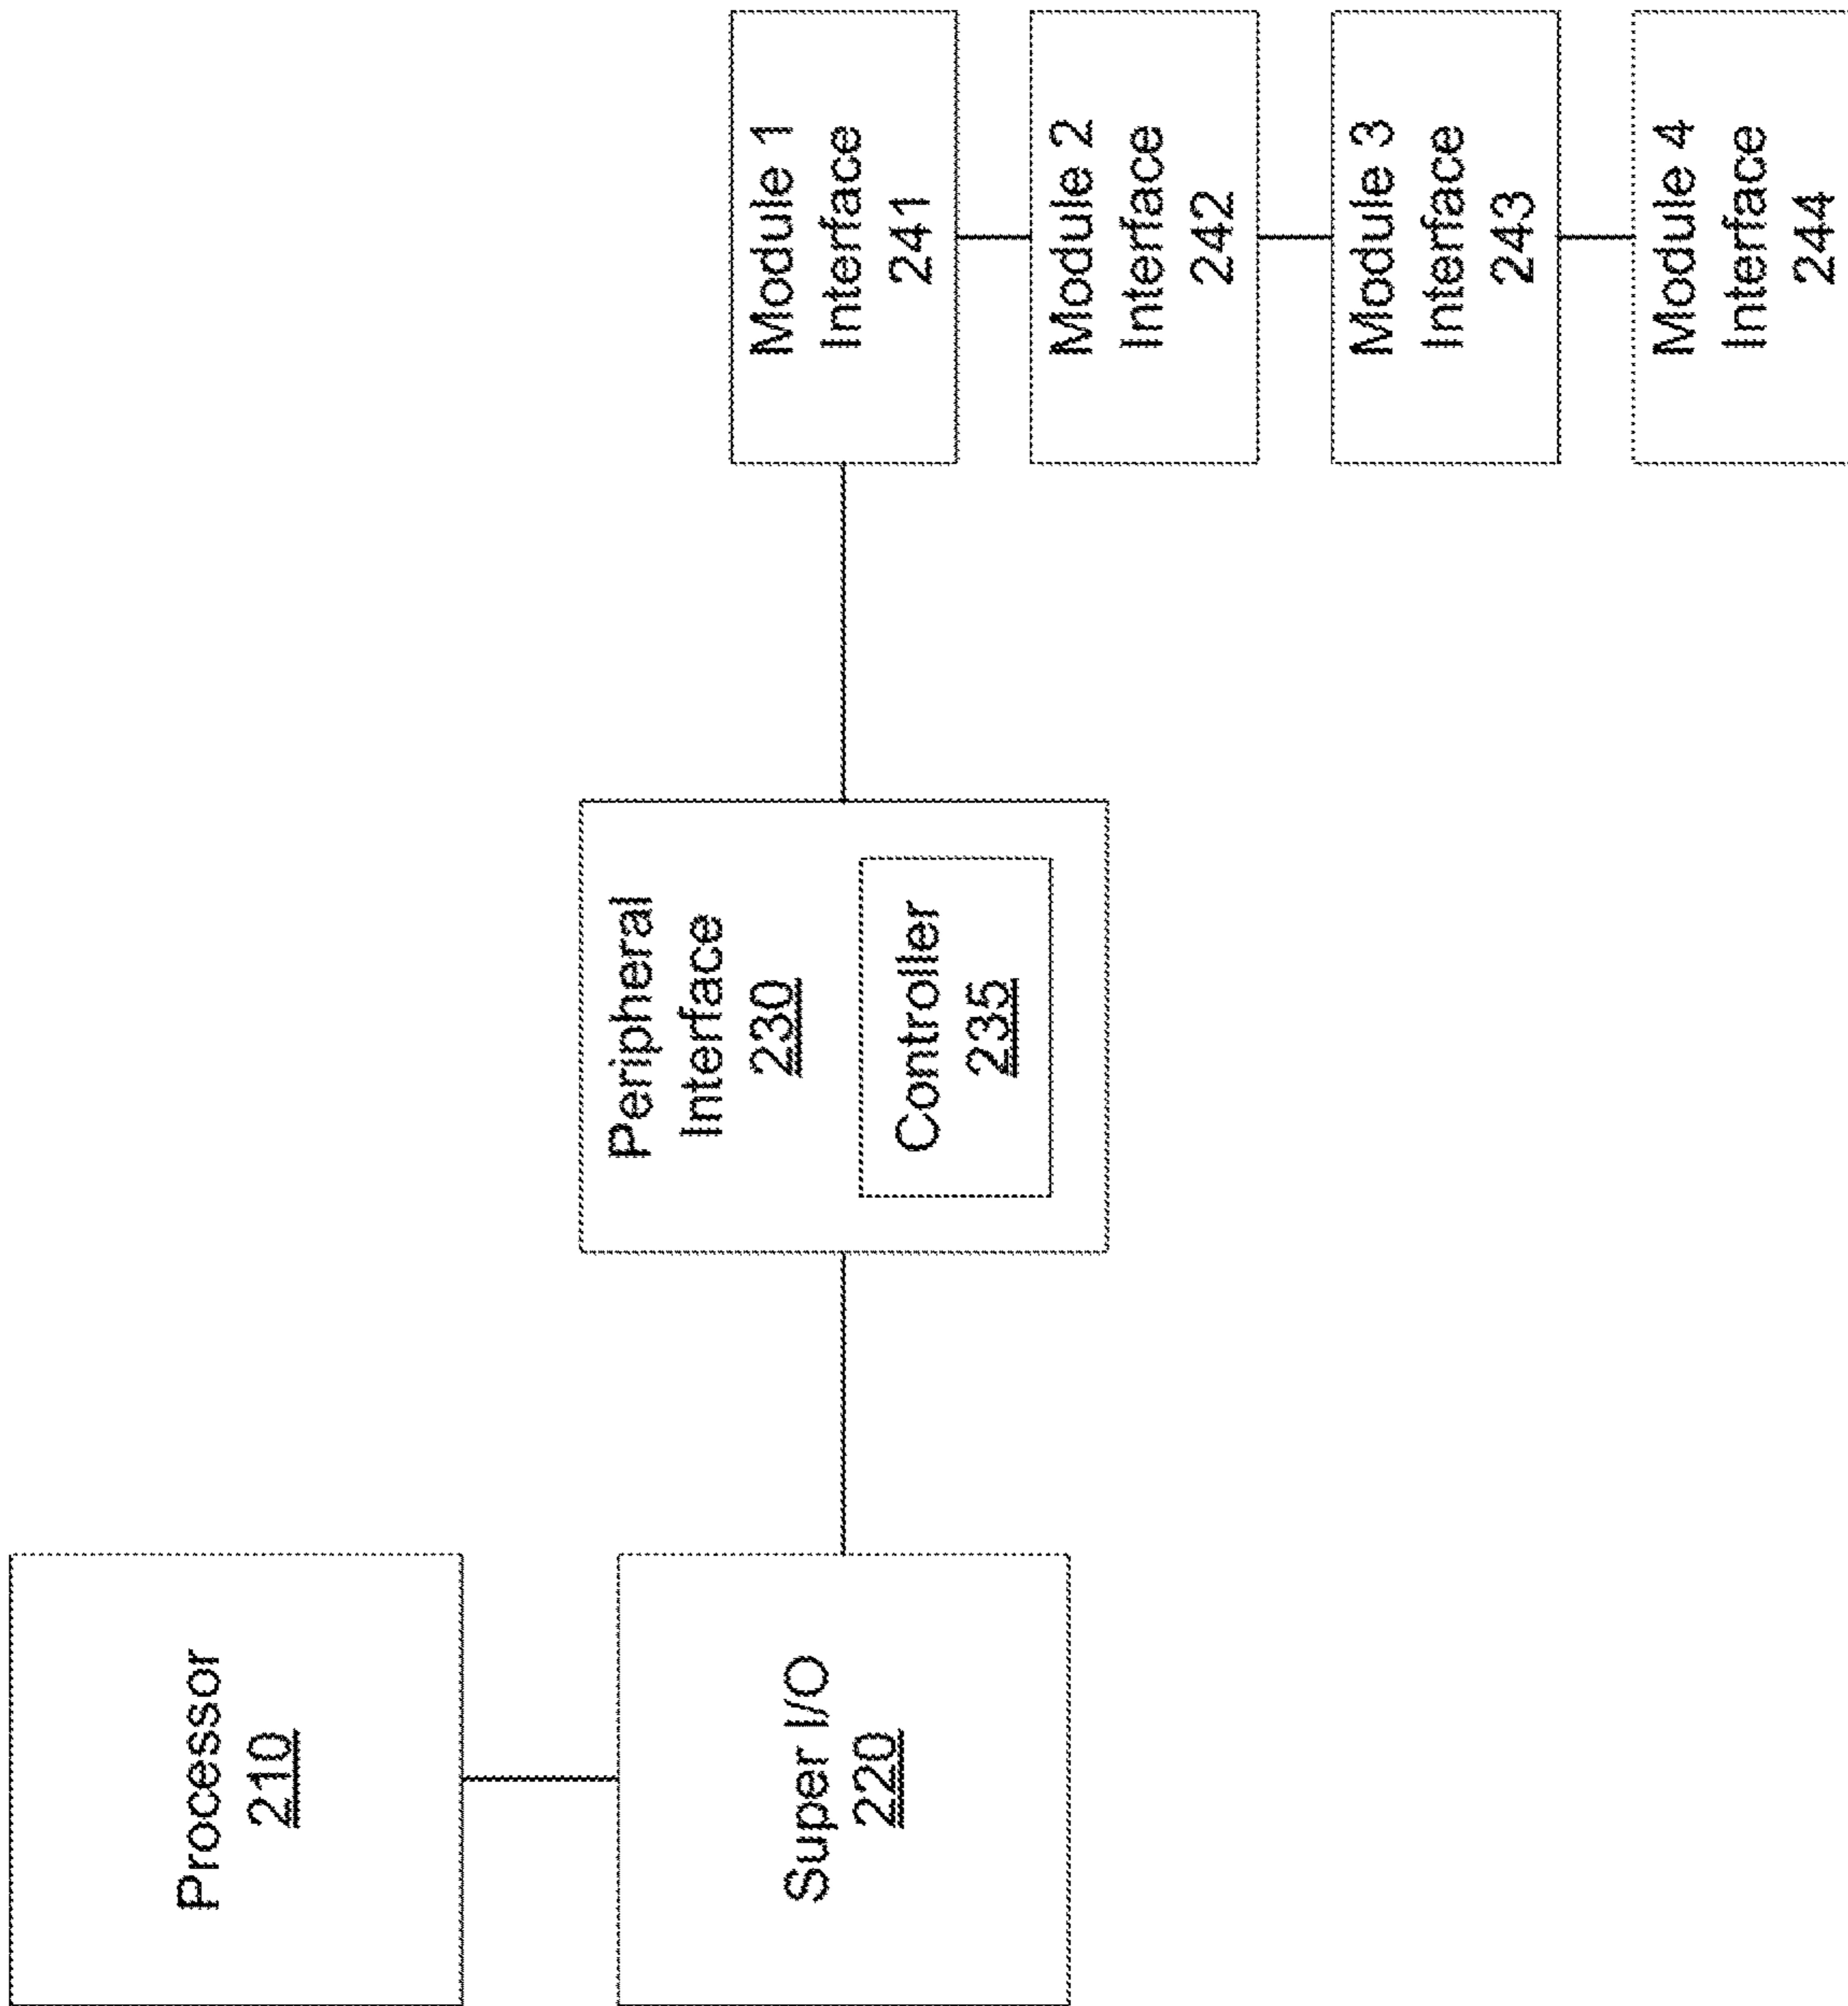 Processor
210
Super I/O
220
Peripheral
Interface
230
Controller
235
Module 1
Interface
241
Module 2
Interface
242
Module 3
Interface
243
Module 4
Interface
244